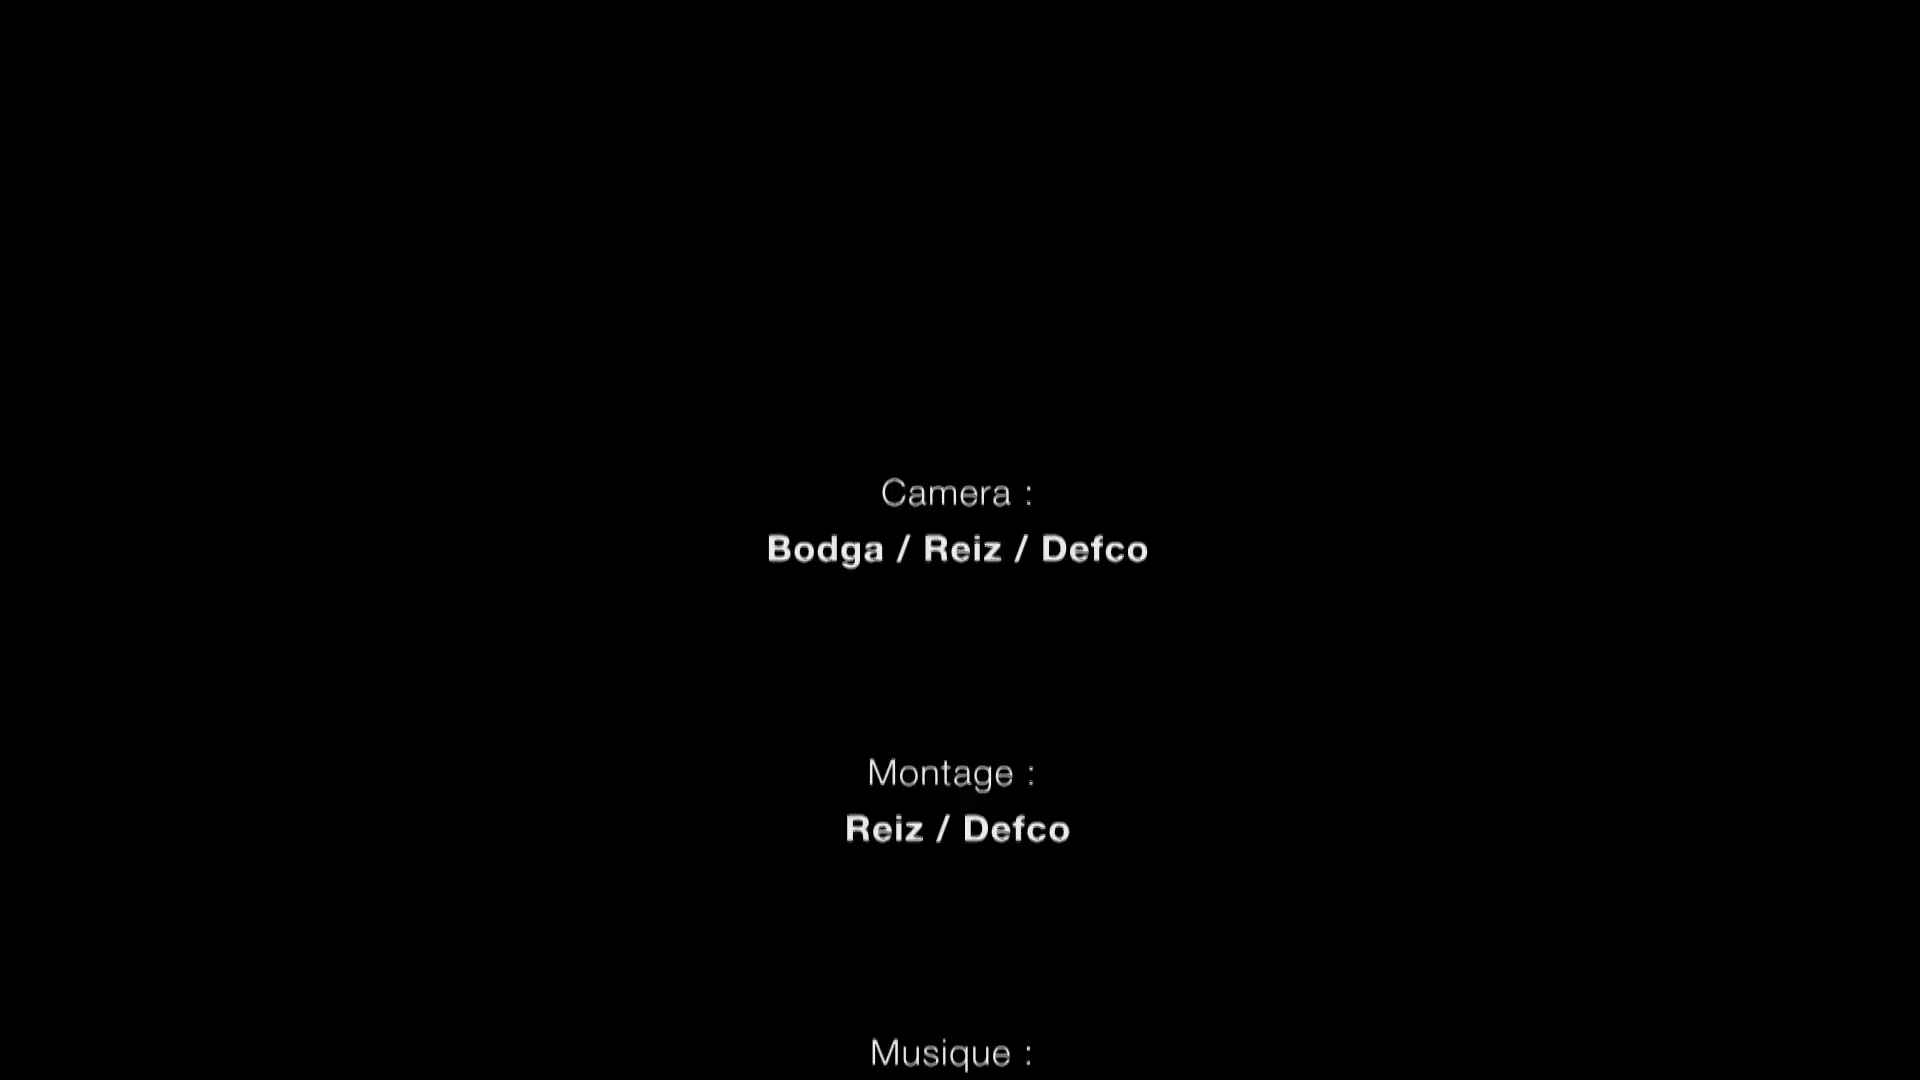 Camera :
Bodga / Reiz / Defco
Montage :
Reiz / Defco
Musique :